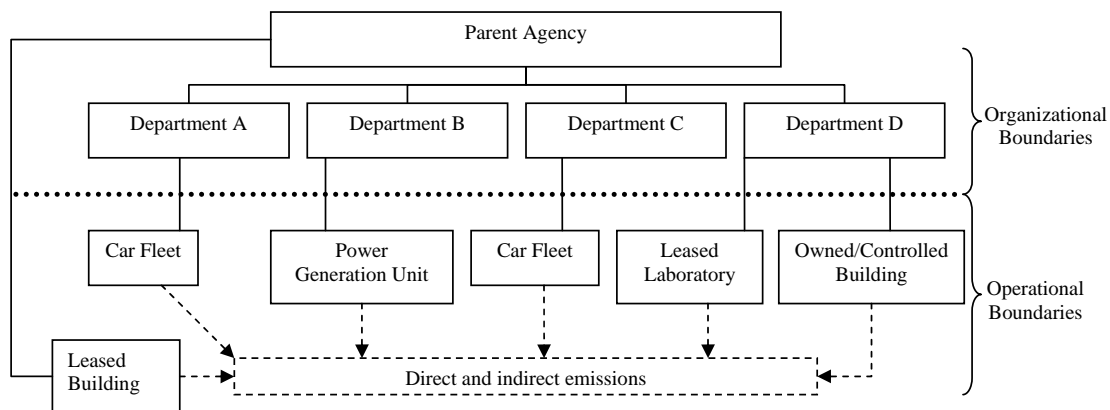 Parent Agency
Department A
Department B
Department C
Department D
Organizational
Boundaries
Car Fleet
Power
Generation Unit
Car Fleet
Leased
Laboratory
Owned/Controlled
Building
Operational
Boundaries
Leased
Building
Direct and indirect emissions